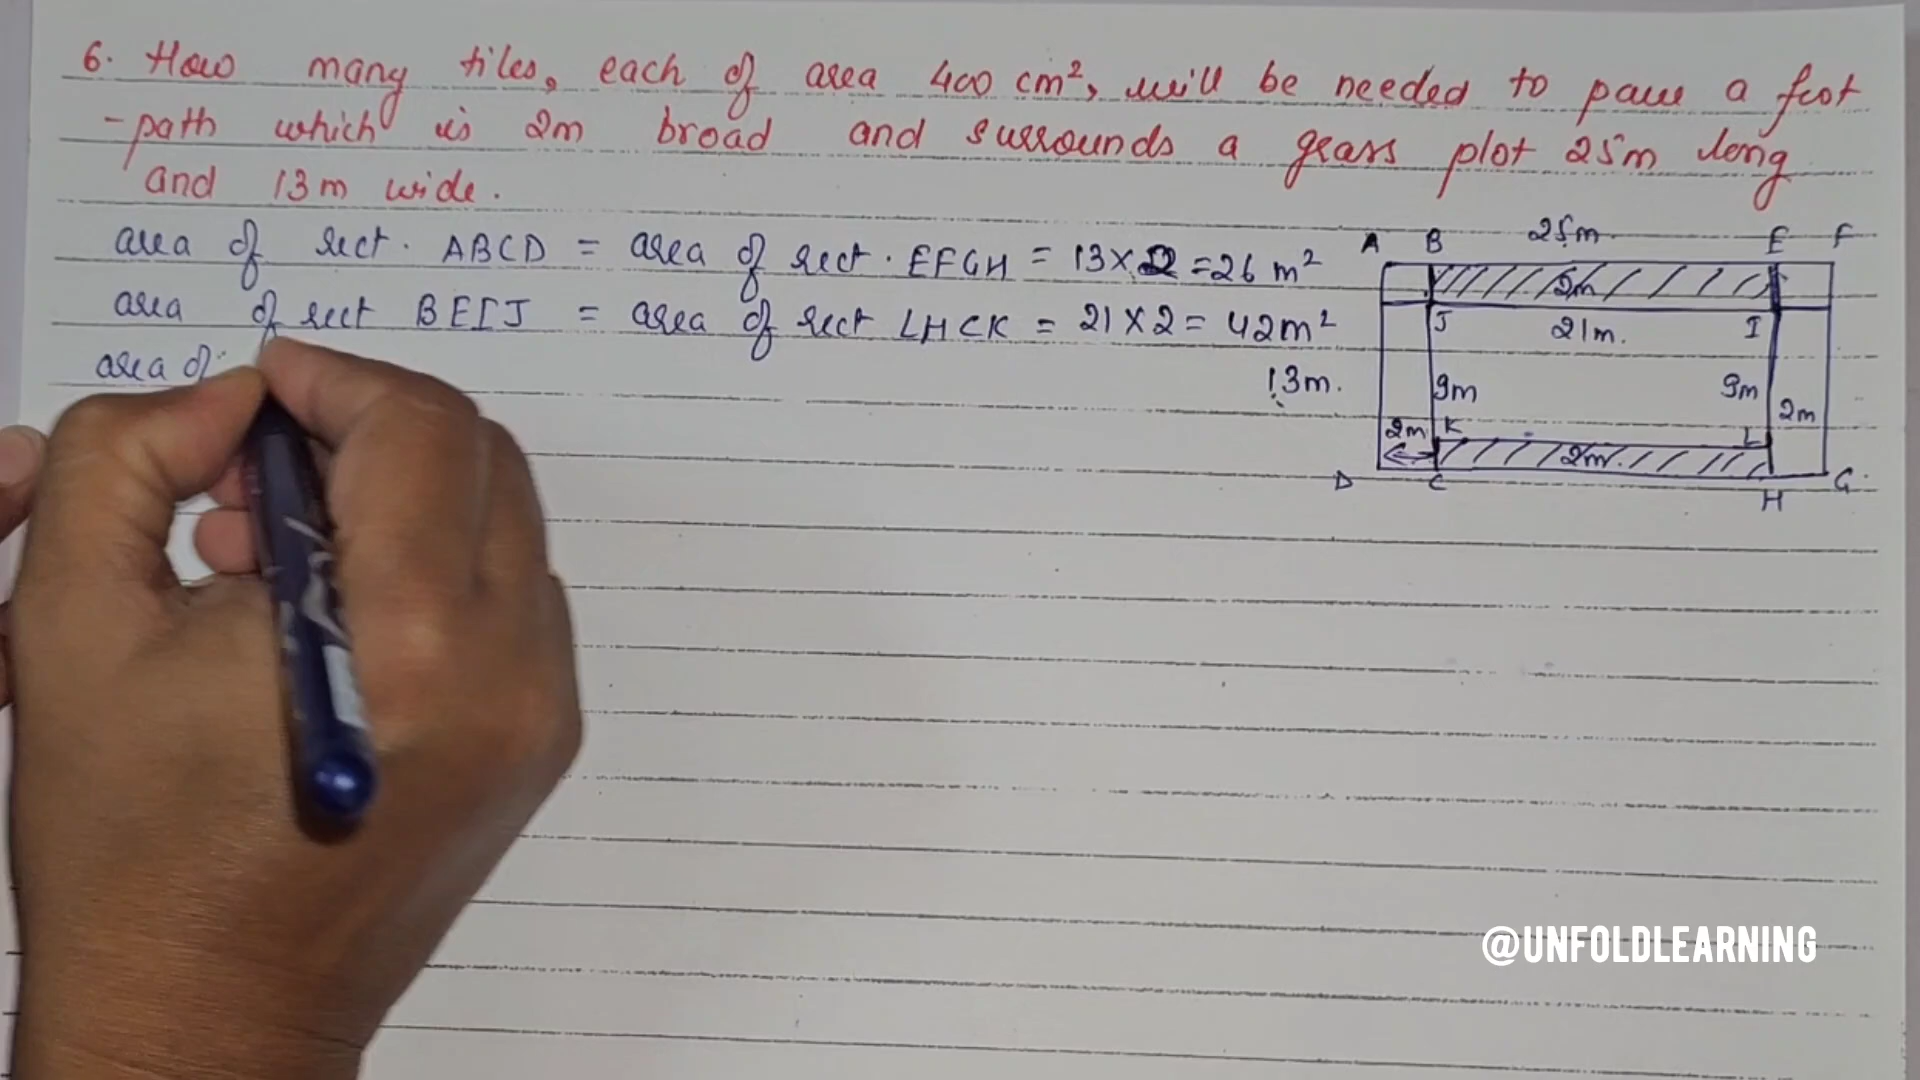 6. How many tiles, each of area 400 cm², will be needed to pave a foot
-path which is 2m broad and surrounds a grass plot 25m long
and 13m wide.
area of rect. ABCD = area of rect. EFGH = 13×2 = 26 m²
area of rect BEIJ = area of rect LHCK = 21×2 = 42m²
area of
A B 25m E F
2m
J 21m. I
13m. 9m 9m 2m
2m K L
2m.
D C H G.
@UNFOLDLEARNING